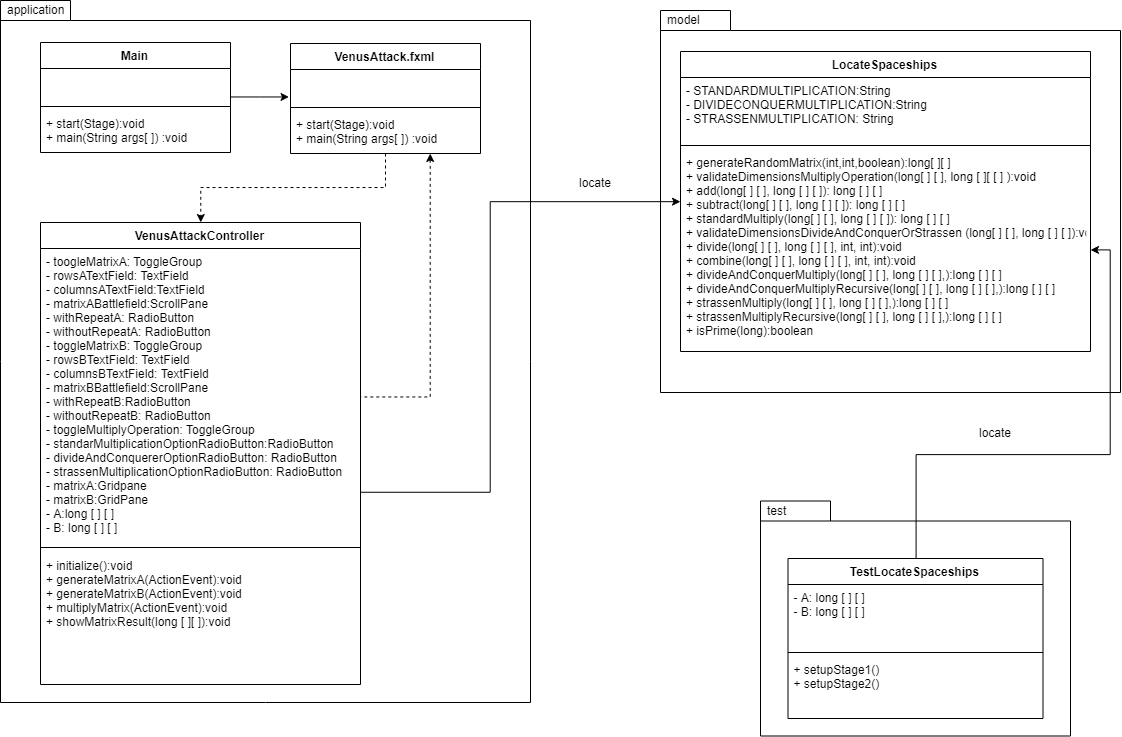 application
Main
+ start(Stage):void
+ main(String args[ ]) :void
VenusAttack.fxml
+ start(Stage):void
+ main(String args[ ]) :void
VenusAttackController
- toogleMatrixA: ToggleGroup
- rowsATextField: TextField
- columnsATextField:TextField
- matrixABattlefield:ScrollPane
- withRepeatA: RadioButton
- withoutRepeatA: RadioButton
- toggleMatrixB: ToggleGroup
- rowsBTextField: TextField
- columnsBTextField: TextField
- matrixBBattlefield:ScrollPane
- withRepeatB:RadioButton
- withoutRepeatB: RadioButton
- toggleMultiplyOperation: ToggleGroup
- standarMultiplicationOptionRadioButton:RadioButton
- divideAndConquererOptionRadioButton: RadioButton
- strassenMultiplicationOptionRadioButton: RadioButton
- matrixA:Gridpane
- matrixB:GridPane
- A:long [ ] [ ]
- B: long [ ] [ ]
+ initialize():void
+ generateMatrixA(ActionEvent):void
+ generateMatrixB(ActionEvent):void
+ multiplyMatrix(ActionEvent):void
+ showMatrixResult(long [ ][ ]):void
locate
model
LocateSpaceships
- STANDARDMULTIPLICATION:String
- DIVIDECONQUERMULTIPLICATION:String
- STRASSENMULTIPLICATION: String
+ generateRandomMatrix(int,int,boolean):long[ ][ ]
+ validateDimensionsMultiplyOperation(long[ ] [ ], long [ ][ [ ] ):void
+ add(long[ ] [ ], long [ ] [ ]): long [ ] [ ]
+ subtract(long[ ] [ ], long [ ] [ ]): long [ ] [ ]
+ standardMultiply(long[ ] [ ], long [ ] [ ]): long [ ] [ ]
+ validateDimensionsDivideAndConquerOrStrassen (long[ ] [ ], long [ ] [ ]):v
+ divide(long[ ] [ ], long [ ] [ ], int, int):void
+ combine(long[ ] [ ], long [ ] [ ], int, int):void
+ divideAndConquerMultiply(long[ ] [ ], long [ ] [ ],):long [ ] [ ]
+ divideAndConquerMultiplyRecursive(long[ ] [ ], long [ ] [ ],):long [ ] [ ]
+ strassenMultiply(long[ ] [ ], long [ ] [ ],):long [ ] [ ]
+ strassenMultiplyRecursive(long[ ] [ ], long [ ] [ ],):long [ ] [ ]
+ isPrime(long):boolean
locate
test
TestLocateSpaceships
- A: long [ ] [ ]
- B: long [ ] [ ]
+ setupStage1()
+ setupStage2()